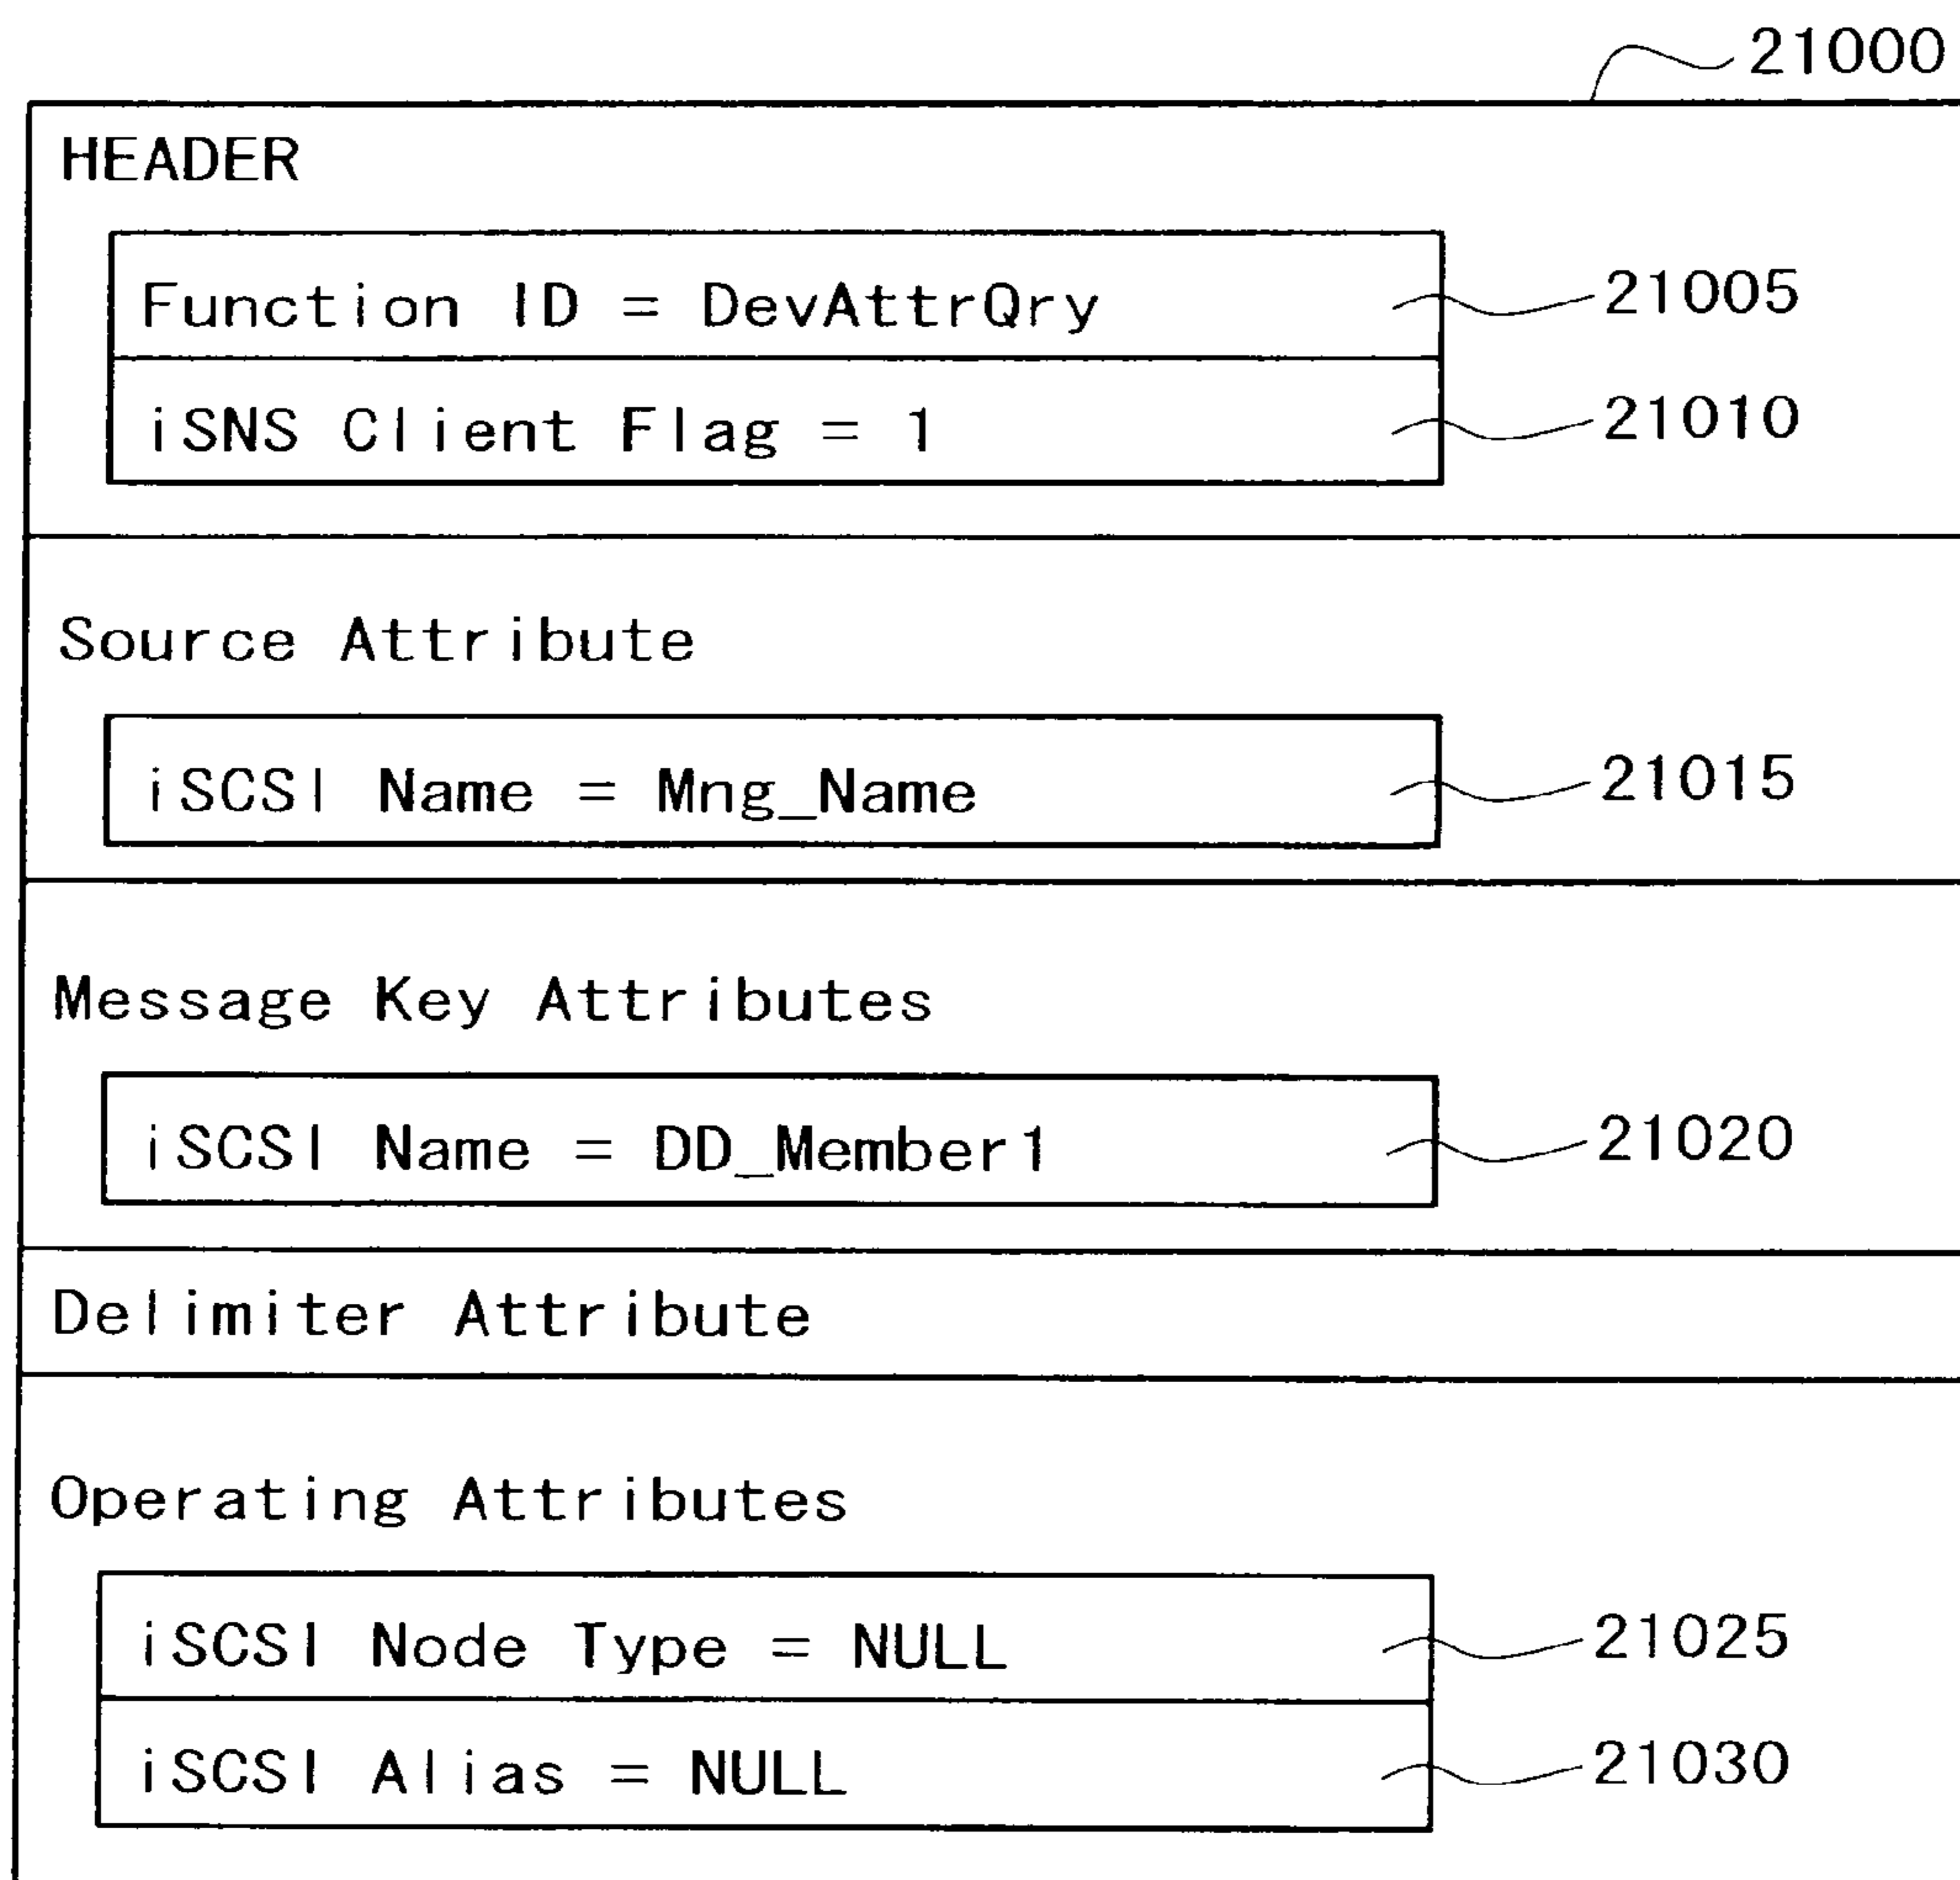 21000
HEADER
Function ID = DevAttrQry
21005
iSNS Client Flag = 1
21010
Source Attribute
iSCSI Name = Mng_Name
21015
Message Key Attributes
iSCSI Name = DD_Member1
21020
Delimiter Attribute
Operating Attributes
iSCSI Node Type = NULL
21025
iSCSI Alias = NULL
21030